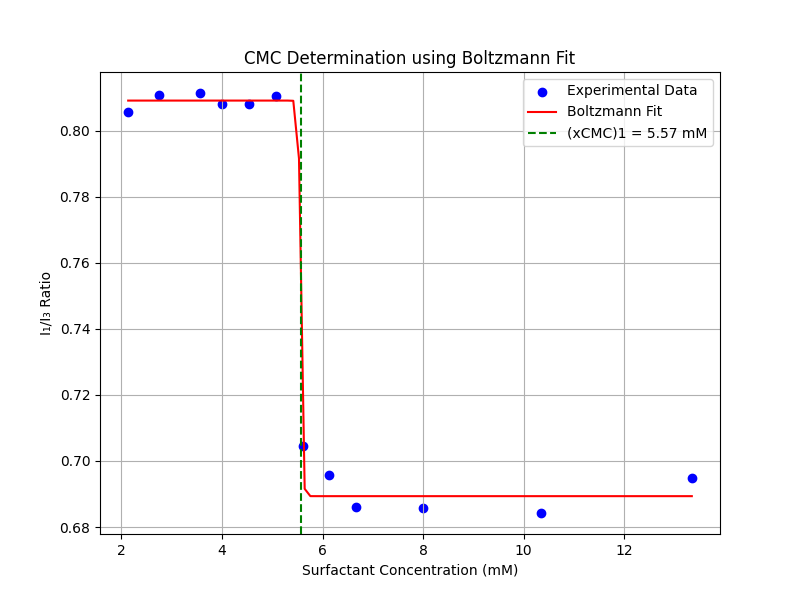 CMC Determination using Boltzmann Fit
Experimental Data
Boltzmann Fit
(xCMC)1 = 5.57 mM
I₁/I₃ Ratio
0.80
0.78
0.76
0.74
0.72
0.70
0.68
2 4 6 8 10 12
Surfactant Concentration (mM)